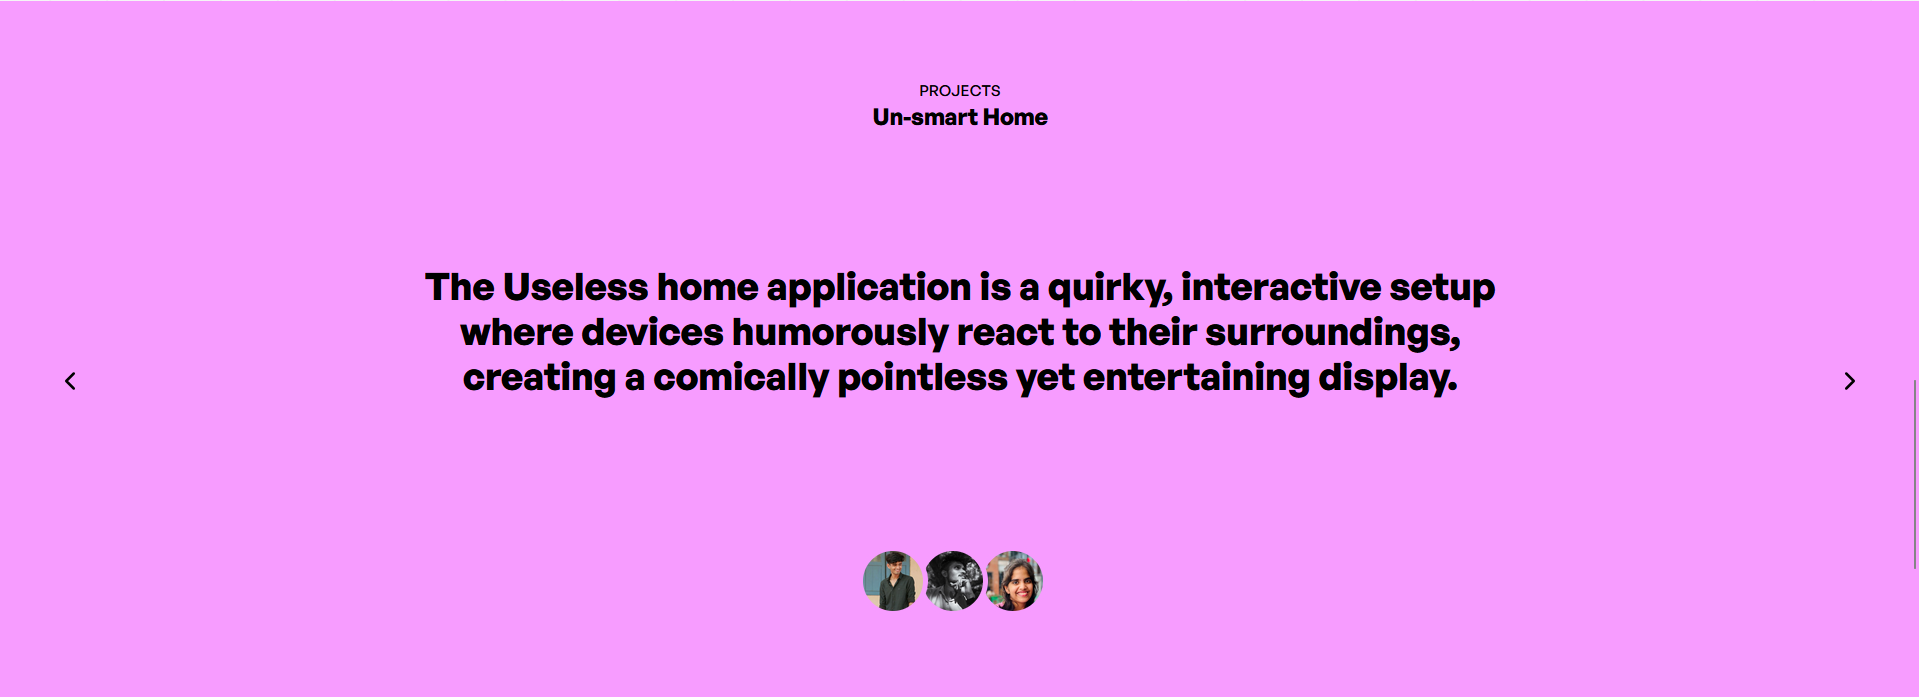 PROJECTS
Un-smart Home
The Useless home application is a quirky, interactive setup
where devices humorously react to their surroundings,
creating a comically pointless yet entertaining display.